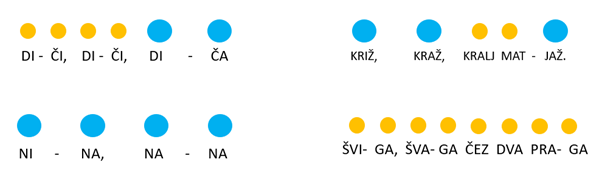 DI - ČI, DI - ČI, DI - ČA
KRIŽ, KRAŽ, KRALJ MAT - JAŽ.
NI - NA, NA - NA
ŠVI- GA, ŠVA- GA ČEZ DVA PRA- GA